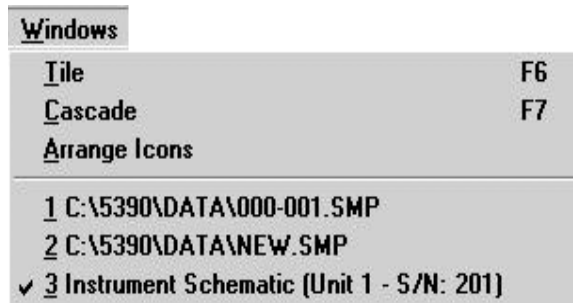 Windows
Tile F6
Cascade F7
Arrange Icons
1 C:\5390\DATA\000-001.SMP
2 C:\5390\DATA\NEW.SMP
✓ 3 Instrument Schematic (Unit 1 - S/N: 201)